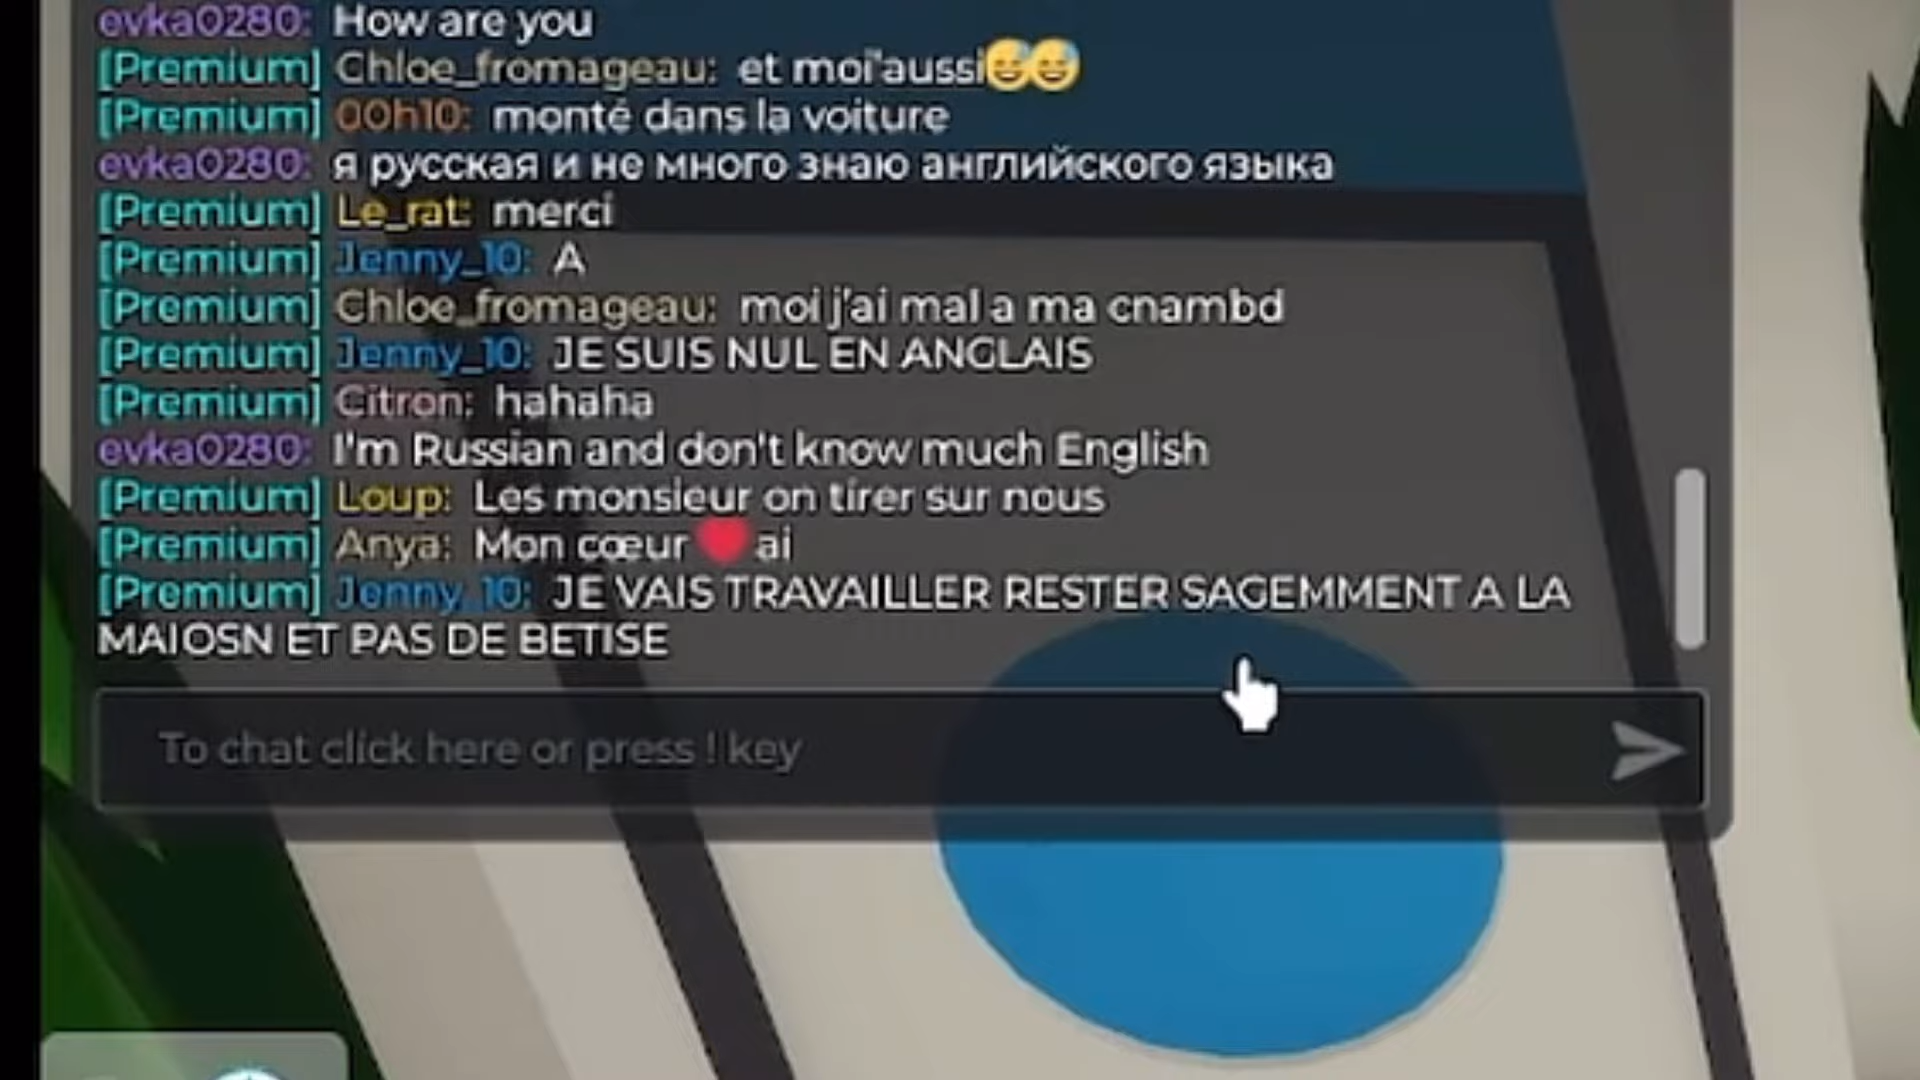 evka0280: How are you
[Premium] Chloe_fromageau: et moi'aussi😅😅
[Premium] 00h10: monté dans la voiture
evka0280: я русская и не много знаю английского языка
[Premium] Le_rat: merci
[Premium] Jenny_10: A
[Premium] Chloe_fromageau: moi j'ai mal a ma cnambd
[Premium] Jenny_10: JE SUIS NUL EN ANGLAIS
[Premium] Citron: hahaha
evka0280: I'm Russian and don't know much English
[Premium] Loup: Les monsieur on tirer sur nous
[Premium] Anya: Mon cœur ❤️ ai
[Premium] Jenny_10: JE VAIS TRAVAILLER RESTER SAGEMMENT A LA
MAIOSN ET PAS DE BETISE
To chat click here or press ! key